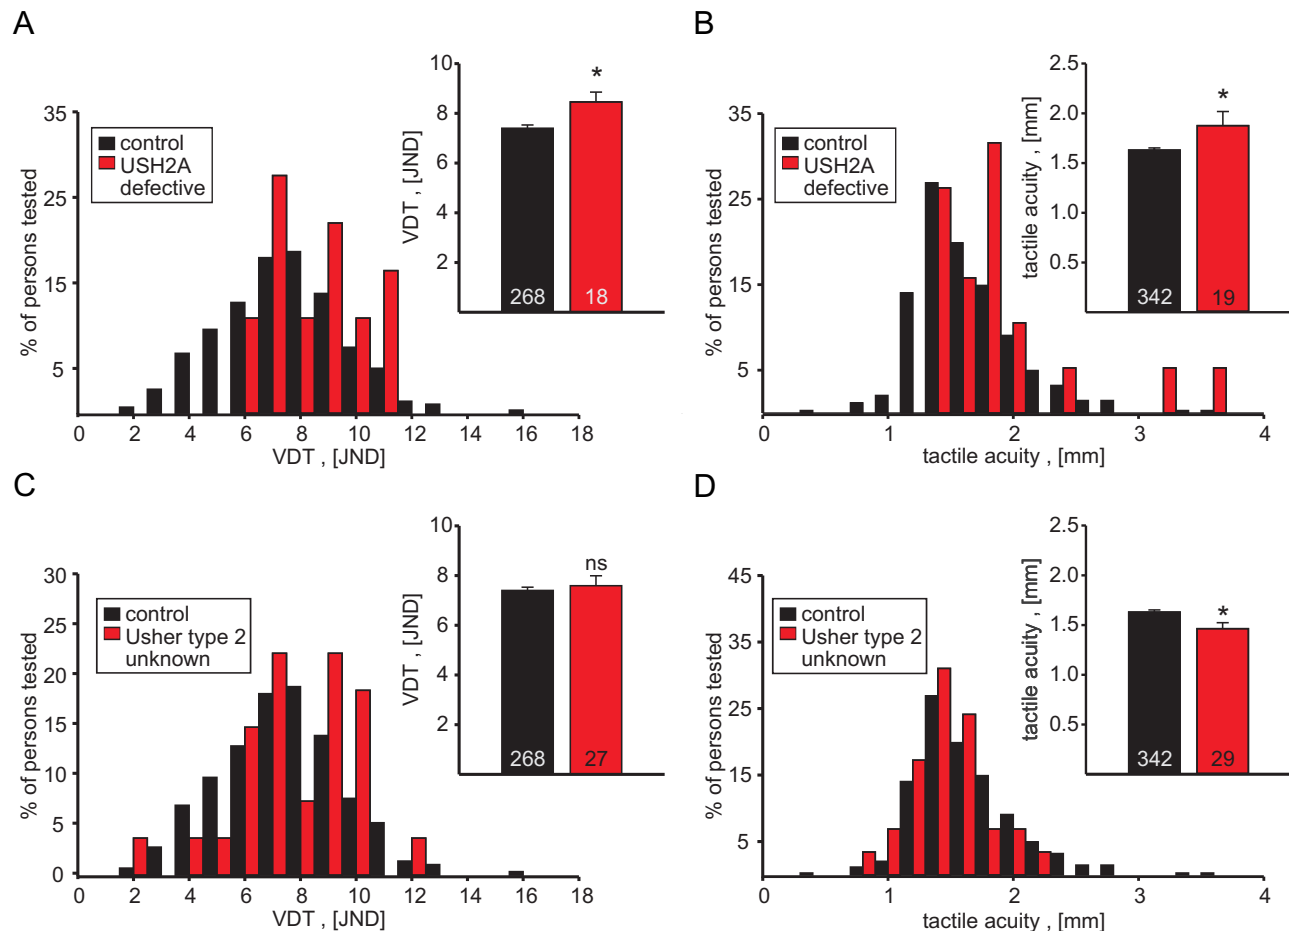 A
35
25
15
5
% of persons tested
control
USH2A
defective
0 2 4 6 8 10 12 14 16 18
VDT , [JND]
10
8
6
4
2
VDT , [JND]
*
268 18
B
35
25
15
5
% of persons tested
control
USH2A
defective
0 1 2 3 4
tactile acuity , [mm]
2.5
2.0
1.5
1.0
0.5
tactile acuity , [mm]
*
342 19
C
30
25
20
15
10
5
0
% of persons tested
control
Usher type 2
unknown
0 2 4 6 8 10 12 14 16 18
VDT , [JND]
10
8
6
4
2
VDT , [JND]
ns
268 27
D
45
35
25
15
5
% of persons tested
control
Usher type 2
unknown
0 1 2 3 4
tactile acuity , [mm]
2.5
2.0
1.5
1.0
0.5
tactile acuity , [mm]
*
342 29